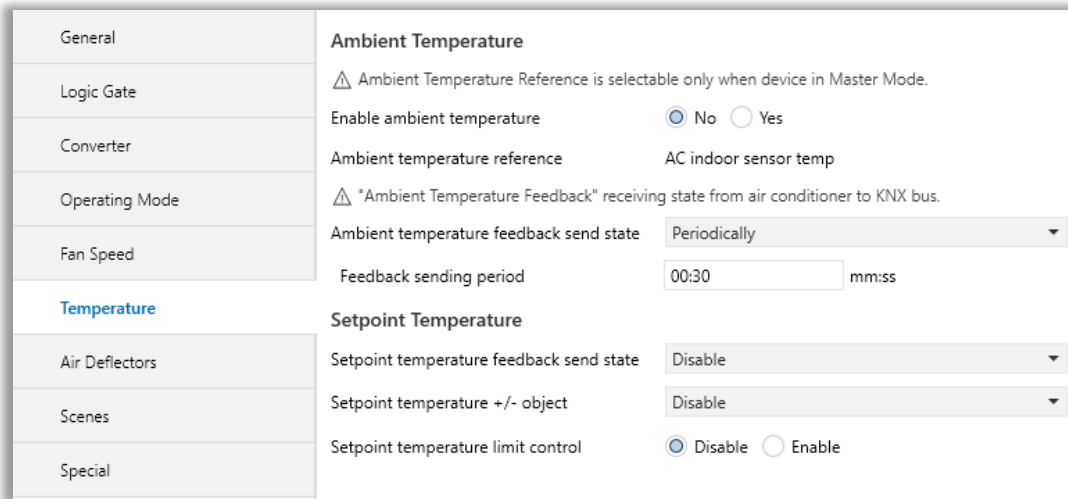 General
Logic Gate
Converter
Operating Mode
Fan Speed
Temperature
Air Deflectors
Scenes
Special
Ambient Temperature
Ambient Temperature Reference is selectable only when device in Master Mode.
Enable ambient temperature No Yes
Ambient temperature reference AC indoor sensor temp
"Ambient Temperature Feedback" receiving state from air conditioner to KNX bus.
Ambient temperature feedback send state Periodically
Feedback sending period 00:30 mm:ss
Setpoint Temperature
Setpoint temperature feedback send state Disable
Setpoint temperature +/- object Disable
Setpoint temperature limit control Disable Enable